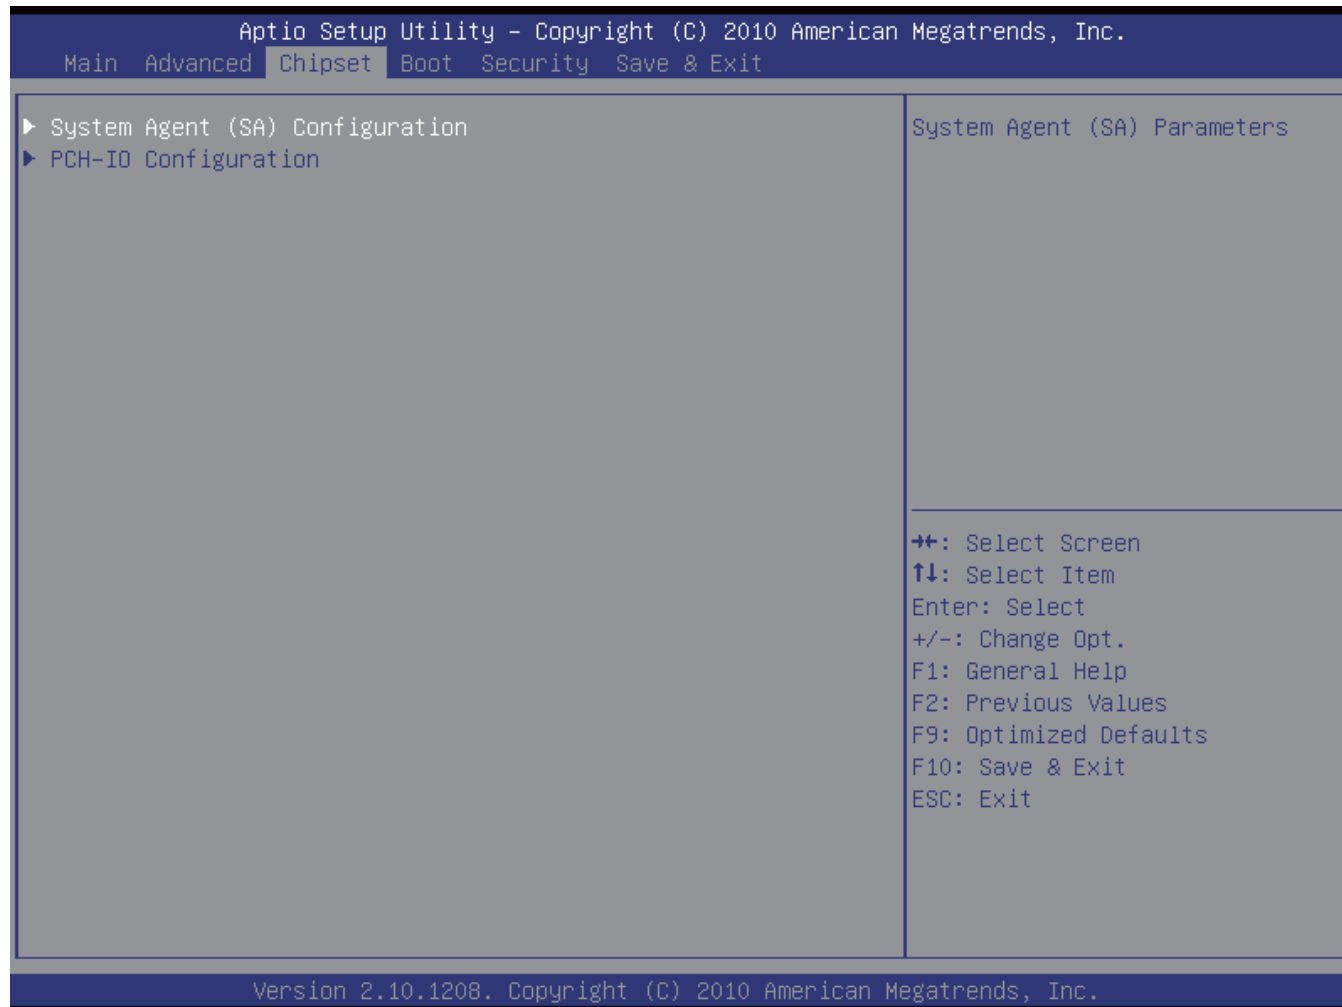 Aptio Setup Utility – Copyright (C) 2010 American Megatrends, Inc.
Main Advanced Chipset Boot Security Save & Exit
System Agent (SA) Configuration
PCH-IO Configuration
System Agent (SA) Parameters
→←: Select Screen
↑↓: Select Item
Enter: Select
+/-: Change Opt.
F1: General Help
F2: Previous Values
F9: Optimized Defaults
F10: Save & Exit
ESC: Exit
Version 2.10.1208. Copyright (C) 2010 American Megatrends, Inc.